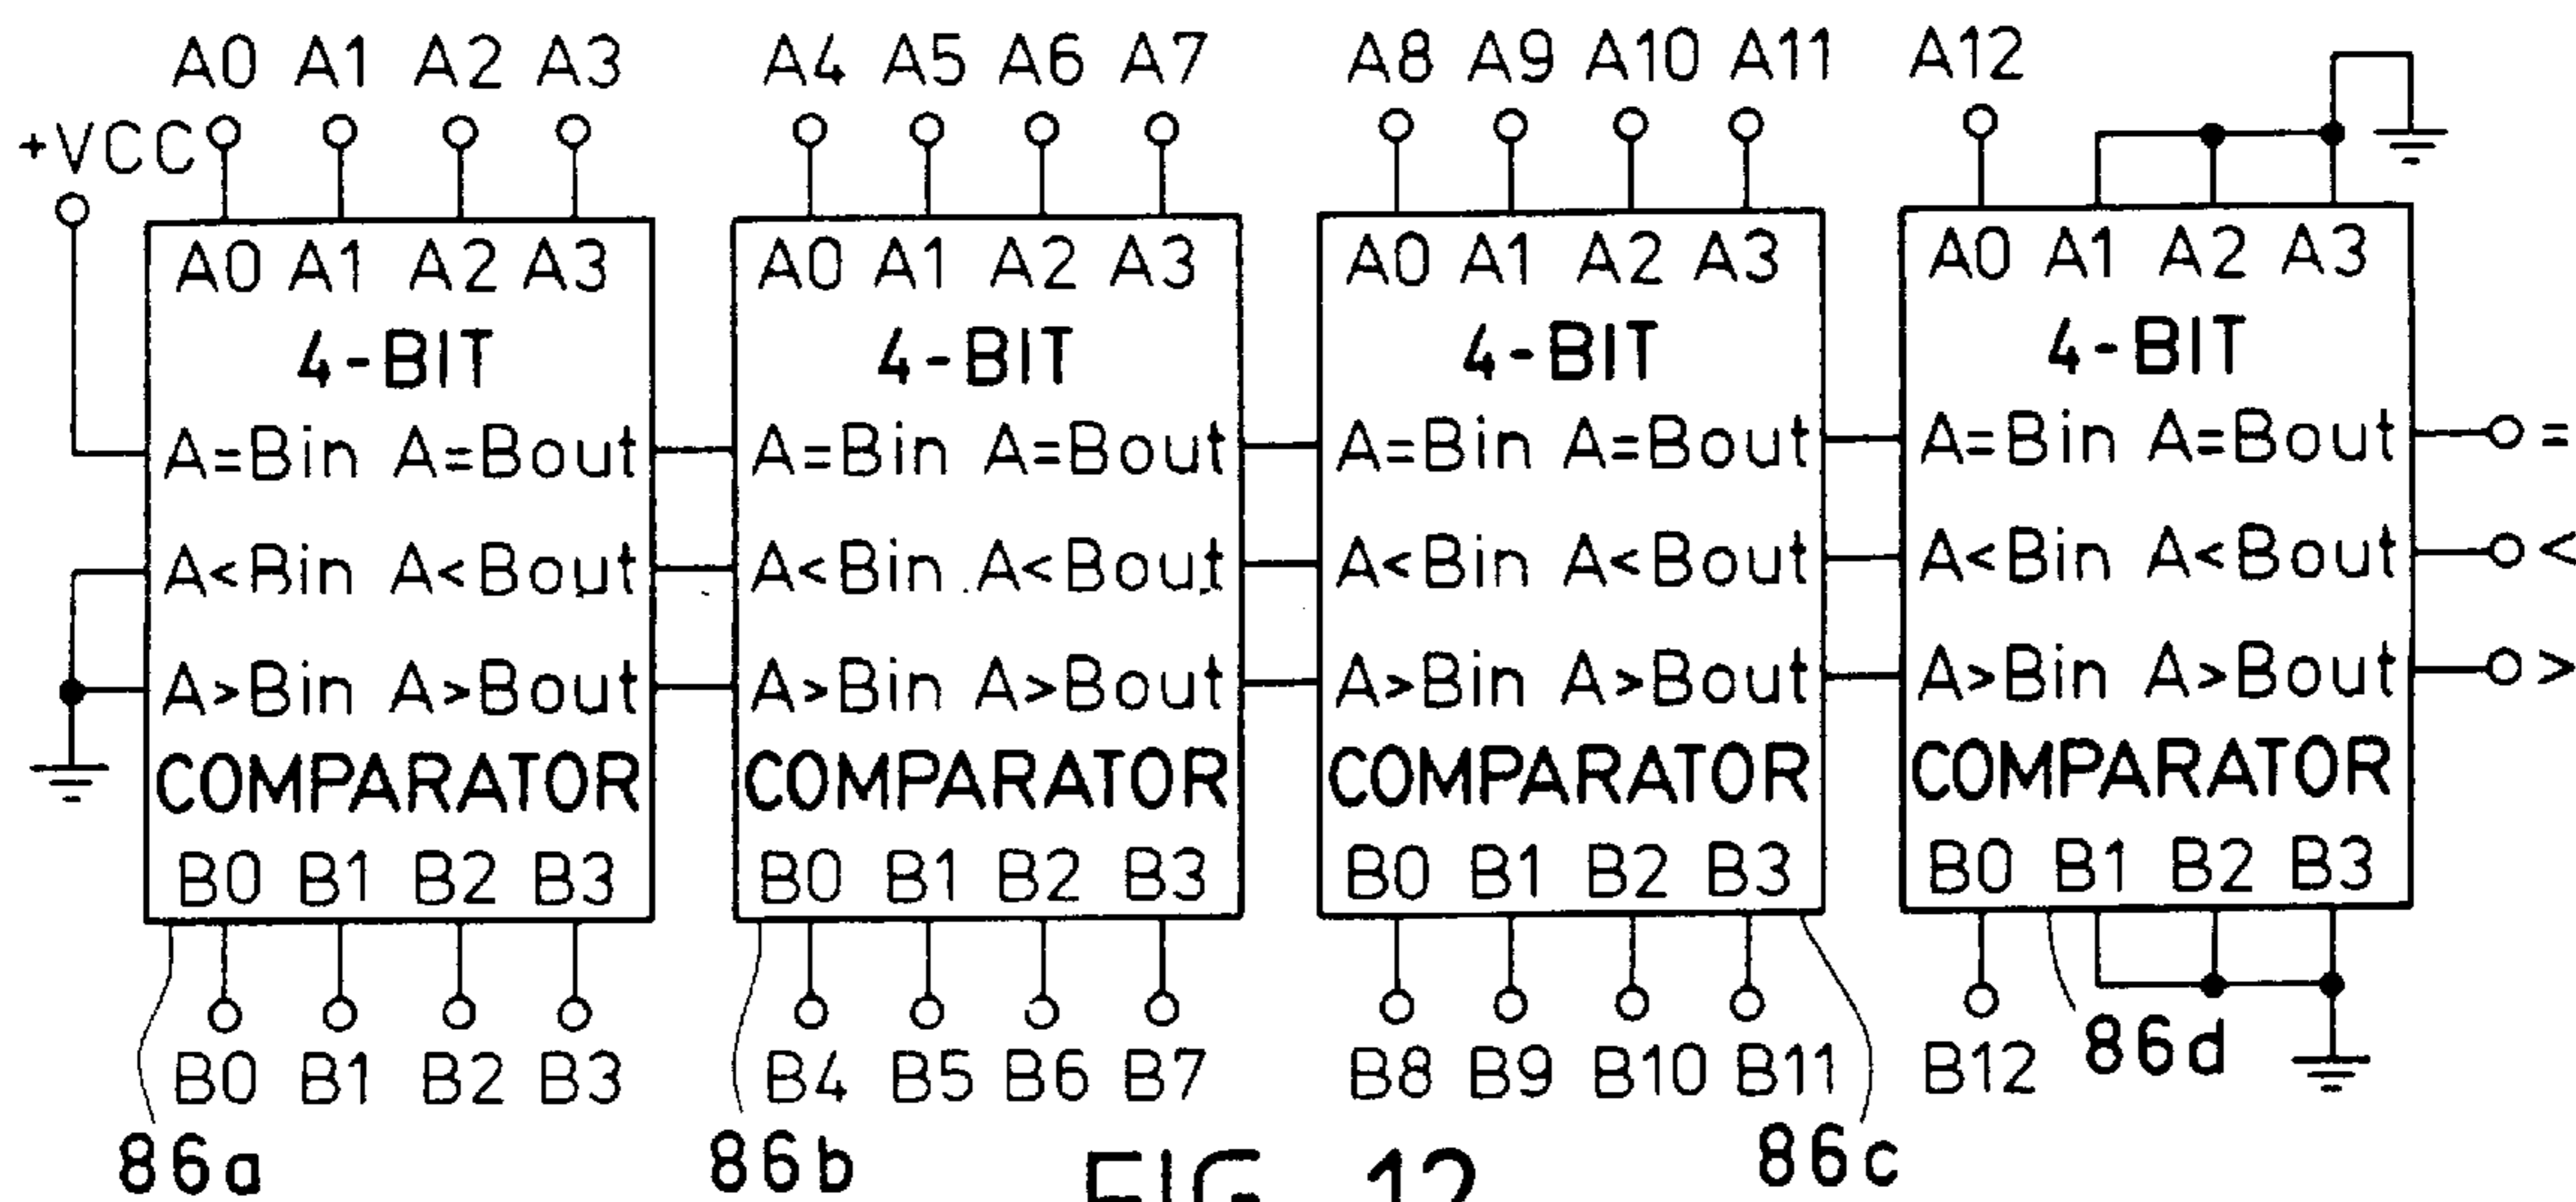 A0 A1 A2 A3 A4 A5 A6 A7 A8 A9 A10 A11 A12
+VCC
A0 A1 A2 A3 A0 A1 A2 A3 A0 A1 A2 A3 A0 A1 A2 A3
4-BIT 4-BIT 4-BIT 4-BIT
A=Bin A=Bout A=Bin A=Bout A=Bin A=Bout A=Bin A=Bout =
A<Bin A<Bout A<Bin A<Bout A<Bin A<Bout A<Bin A<Bout <
A>Bin A>Bout A>Bin A>Bout A>Bin A>Bout A>Bin A>Bout >
COMPARATOR COMPARATOR COMPARATOR COMPARATOR
B0 B1 B2 B3 B0 B1 B2 B3 B0 B1 B2 B3 B0 B1 B2 B3
B0 B1 B2 B3 B4 B5 B6 B7 B8 B9 B10 B11 B12 86d
86a 86b 86c
FIG. 12